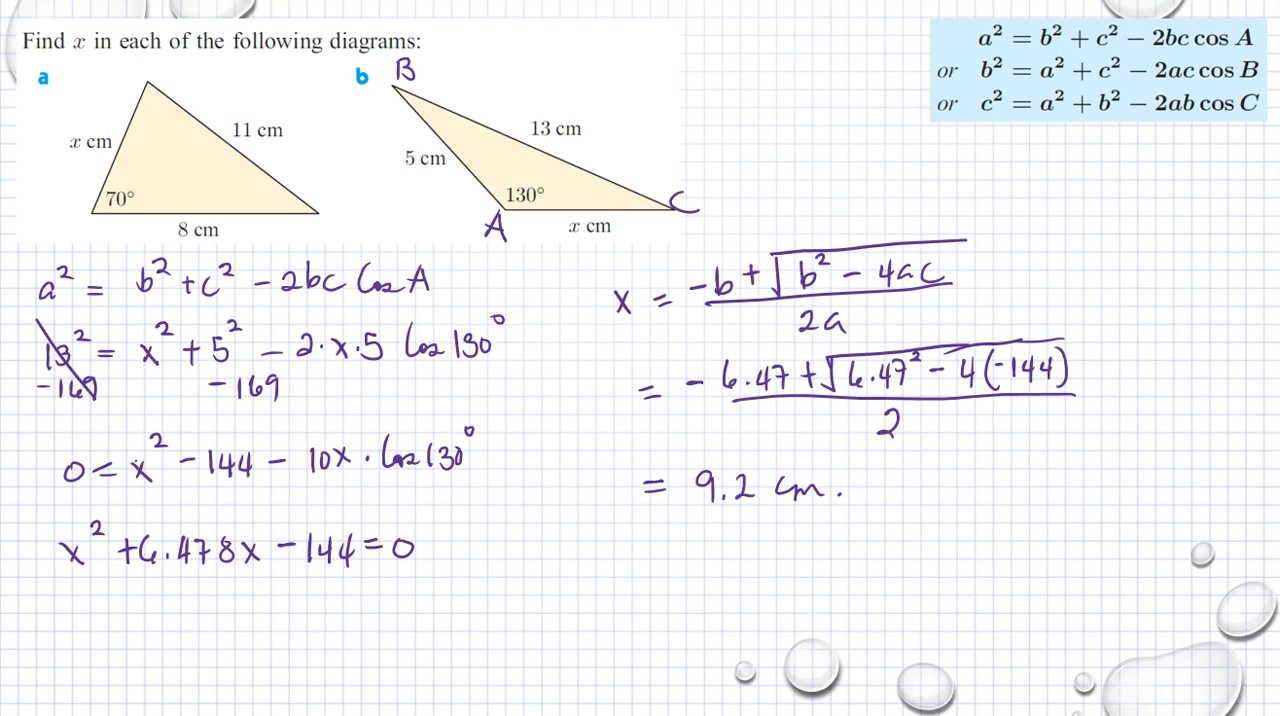 Find x in each of the following diagrams:
a² = b² + c² − 2bc cos A
or b² = a² + c² − 2ac cos B
or c² = a² + b² − 2ab cos C
a
x cm
11 cm
70°
8 cm
b
B
13 cm
5 cm
130°
A
C
x cm
a² = b² + c² - 2bc Cos A
13² = x² + 5² - 2·x·5 Cos 130°
-169 -169
0 = x² - 144 - 10x · Cos 130°
x² + 6.478x - 144 = 0
x = (-b + √(b² - 4ac)) / 2a
= (-6.47 + √(6.47² - 4(-144))) / 2
= 9.2 cm.